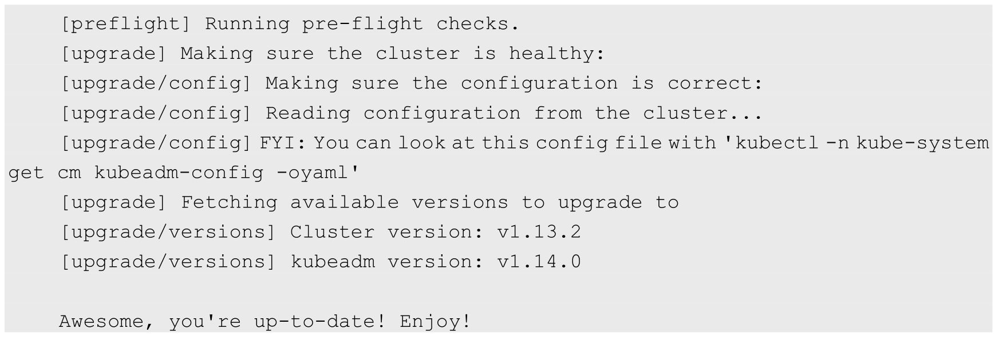 [preflight] Running pre-flight checks.
[upgrade] Making sure the cluster is healthy:
[upgrade/config] Making sure the configuration is correct:
[upgrade/config] Reading configuration from the cluster...
[upgrade/config] FYI: You can look at this config file with 'kubectl -n kube-system
get cm kubeadm-config -oyaml'
[upgrade] Fetching available versions to upgrade to
[upgrade/versions] Cluster version: v1.13.2
[upgrade/versions] kubeadm version: v1.14.0
Awesome, you're up-to-date! Enjoy!